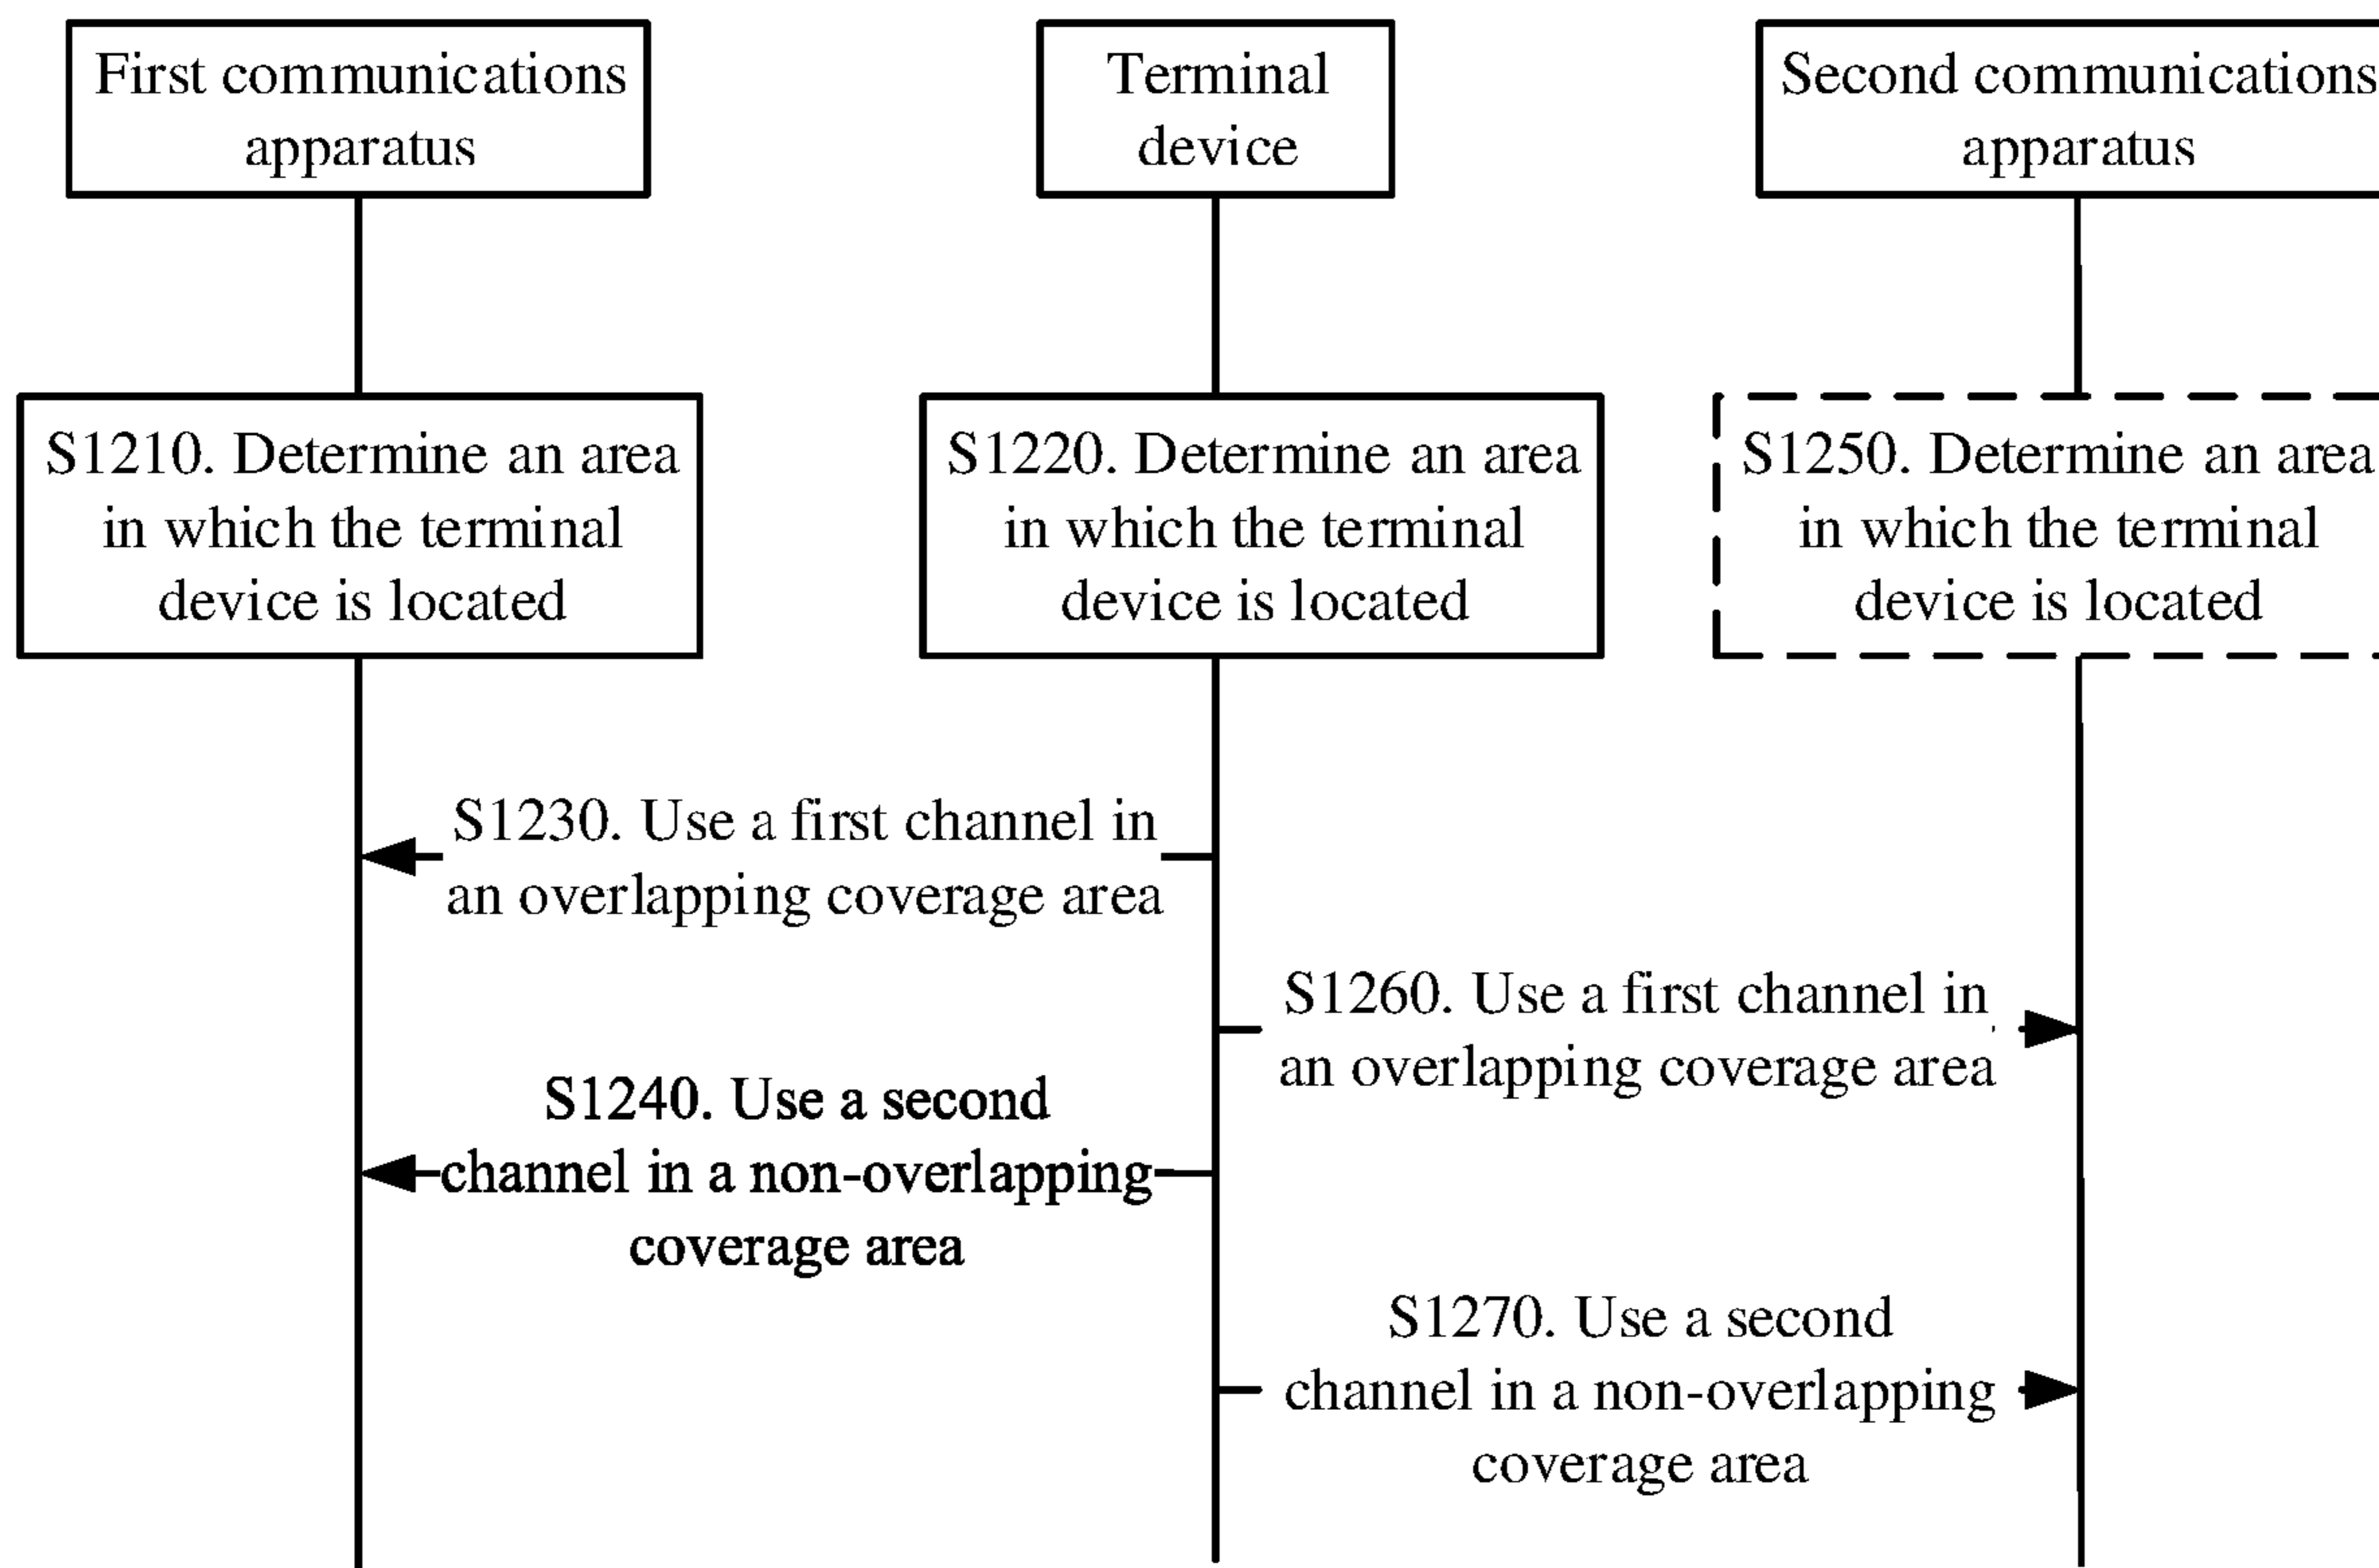 First communications
apparatus
Terminal
device
Second communications
apparatus
S1210. Determine an area
in which the terminal
device is located
S1220. Determine an area
in which the terminal
device is located
S1250. Determine an area
in which the terminal
device is located
S1230. Use a first channel in
an overlapping coverage area
S1260. Use a first channel in
an overlapping coverage area
S1240. Use a second
channel in a non-overlapping
coverage area
S1270. Use a second
channel in a non-overlapping
coverage area